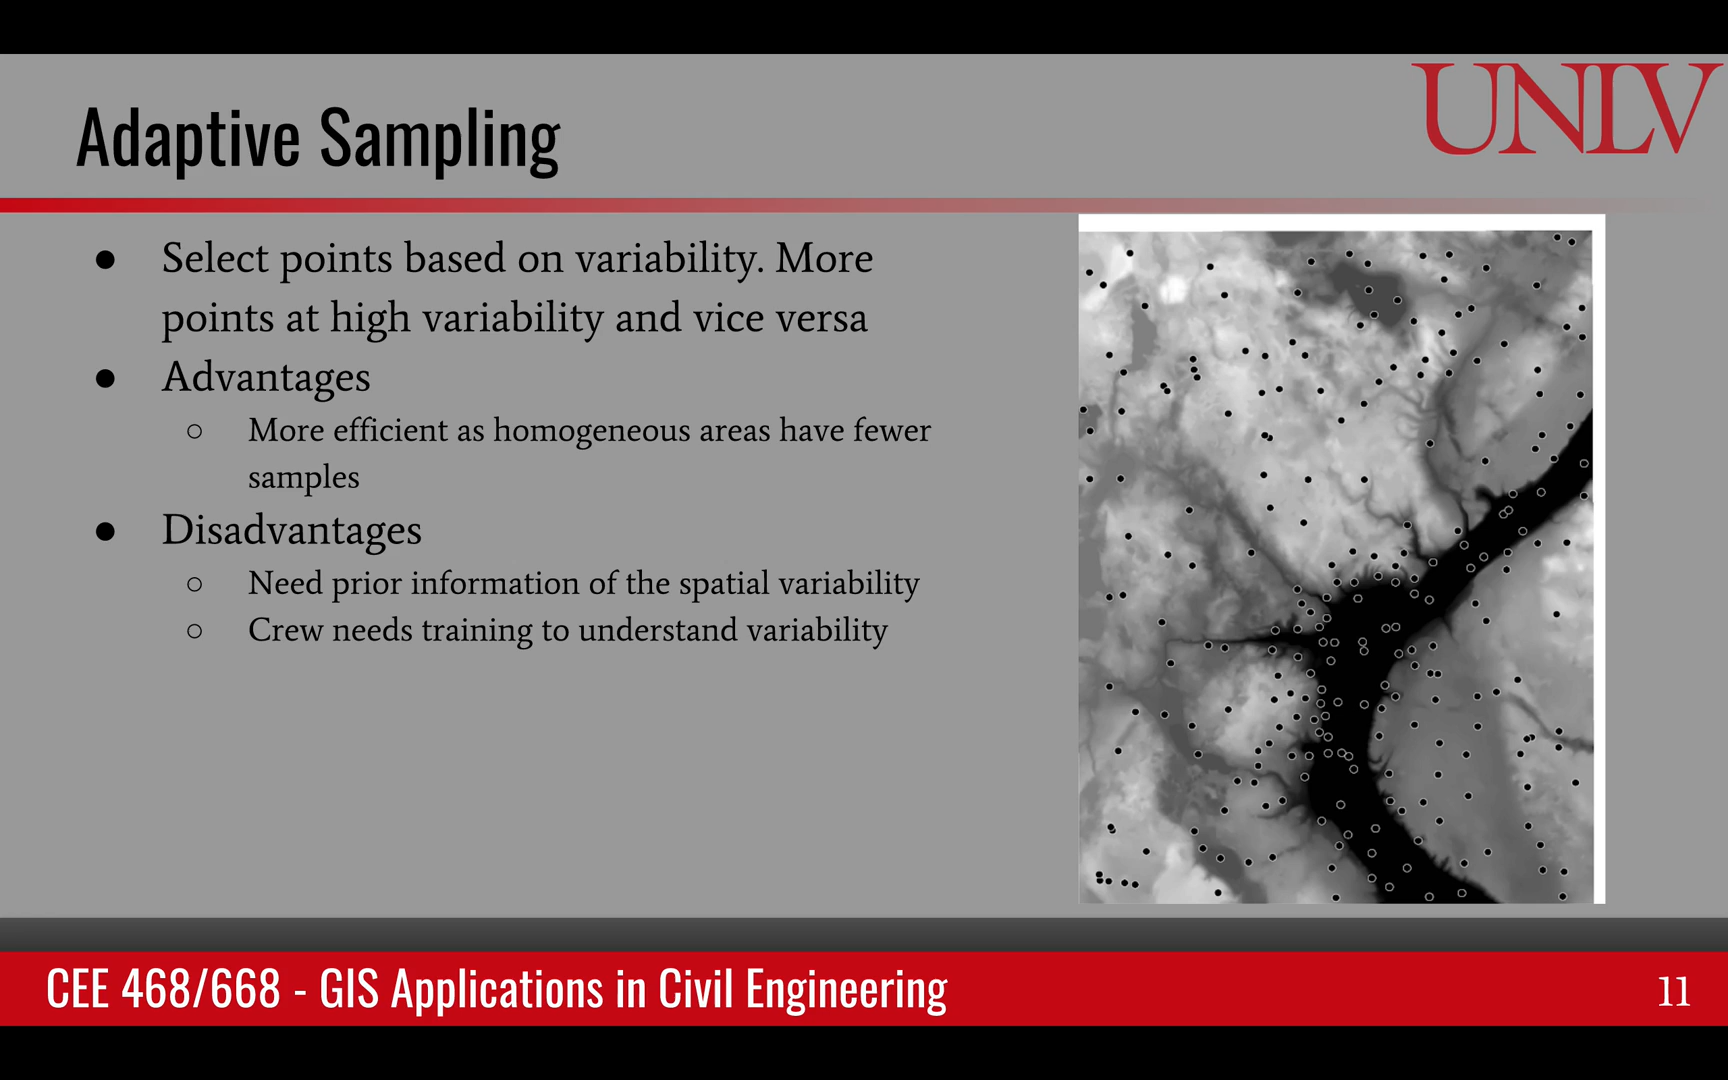 UNLV
Adaptive Sampling
● Select points based on variability. More
points at high variability and vice versa
● Advantages
○ More efficient as homogeneous areas have fewer
samples
● Disadvantages
○ Need prior information of the spatial variability
○ Crew needs training to understand variability
CEE 468/668 - GIS Applications in Civil Engineering
11